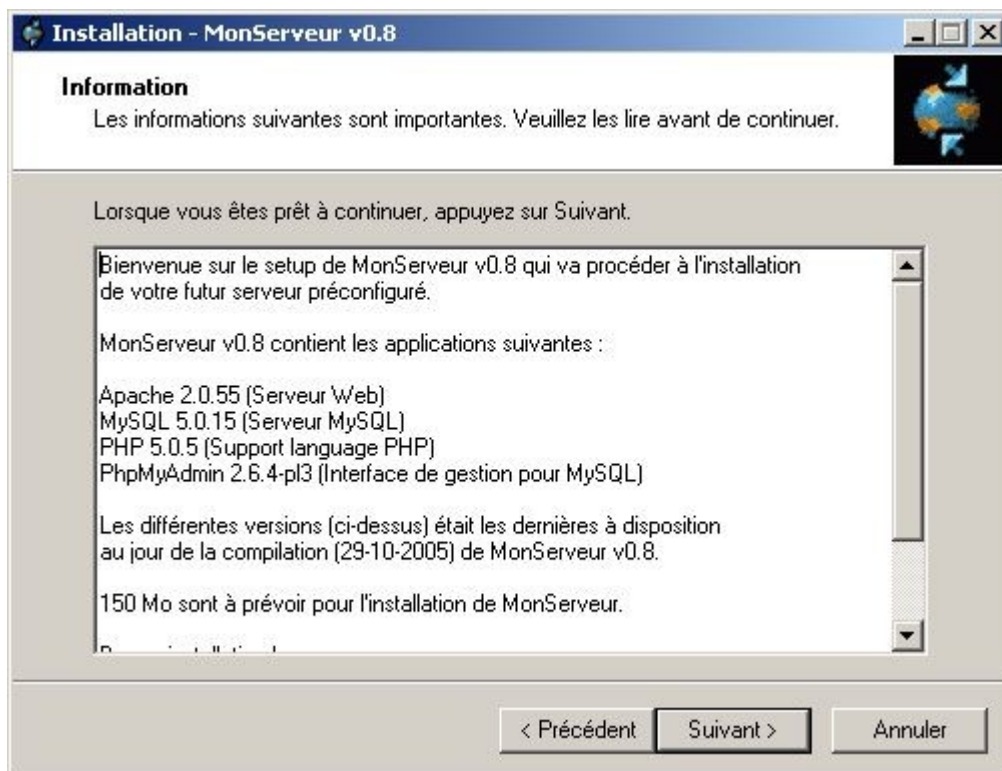 Installation - MonServeur v0.8
Information
Les informations suivantes sont importantes. Veuillez les lire avant de continuer.
Lorsque vous êtes prêt à continuer, appuyez sur Suivant.
Bienvenue sur le setup de MonServeur v0.8 qui va procéder à l'installation
de votre futur serveur préconfiguré.
MonServeur v0.8 contient les applications suivantes :
Apache 2.0.55 (Serveur Web)
MySQL 5.0.15 (Serveur MySQL)
PHP 5.0.5 (Support language PHP)
PhpMyAdmin 2.6.4-pl3 (Interface de gestion pour MySQL)
Les différentes versions (ci-dessus) était les dernières à disposition
au jour de la compilation (29-10-2005) de MonServeur v0.8.
150 Mo sont à prévoir pour l'installation de MonServeur.
< Précédent
Suivant >
Annuler